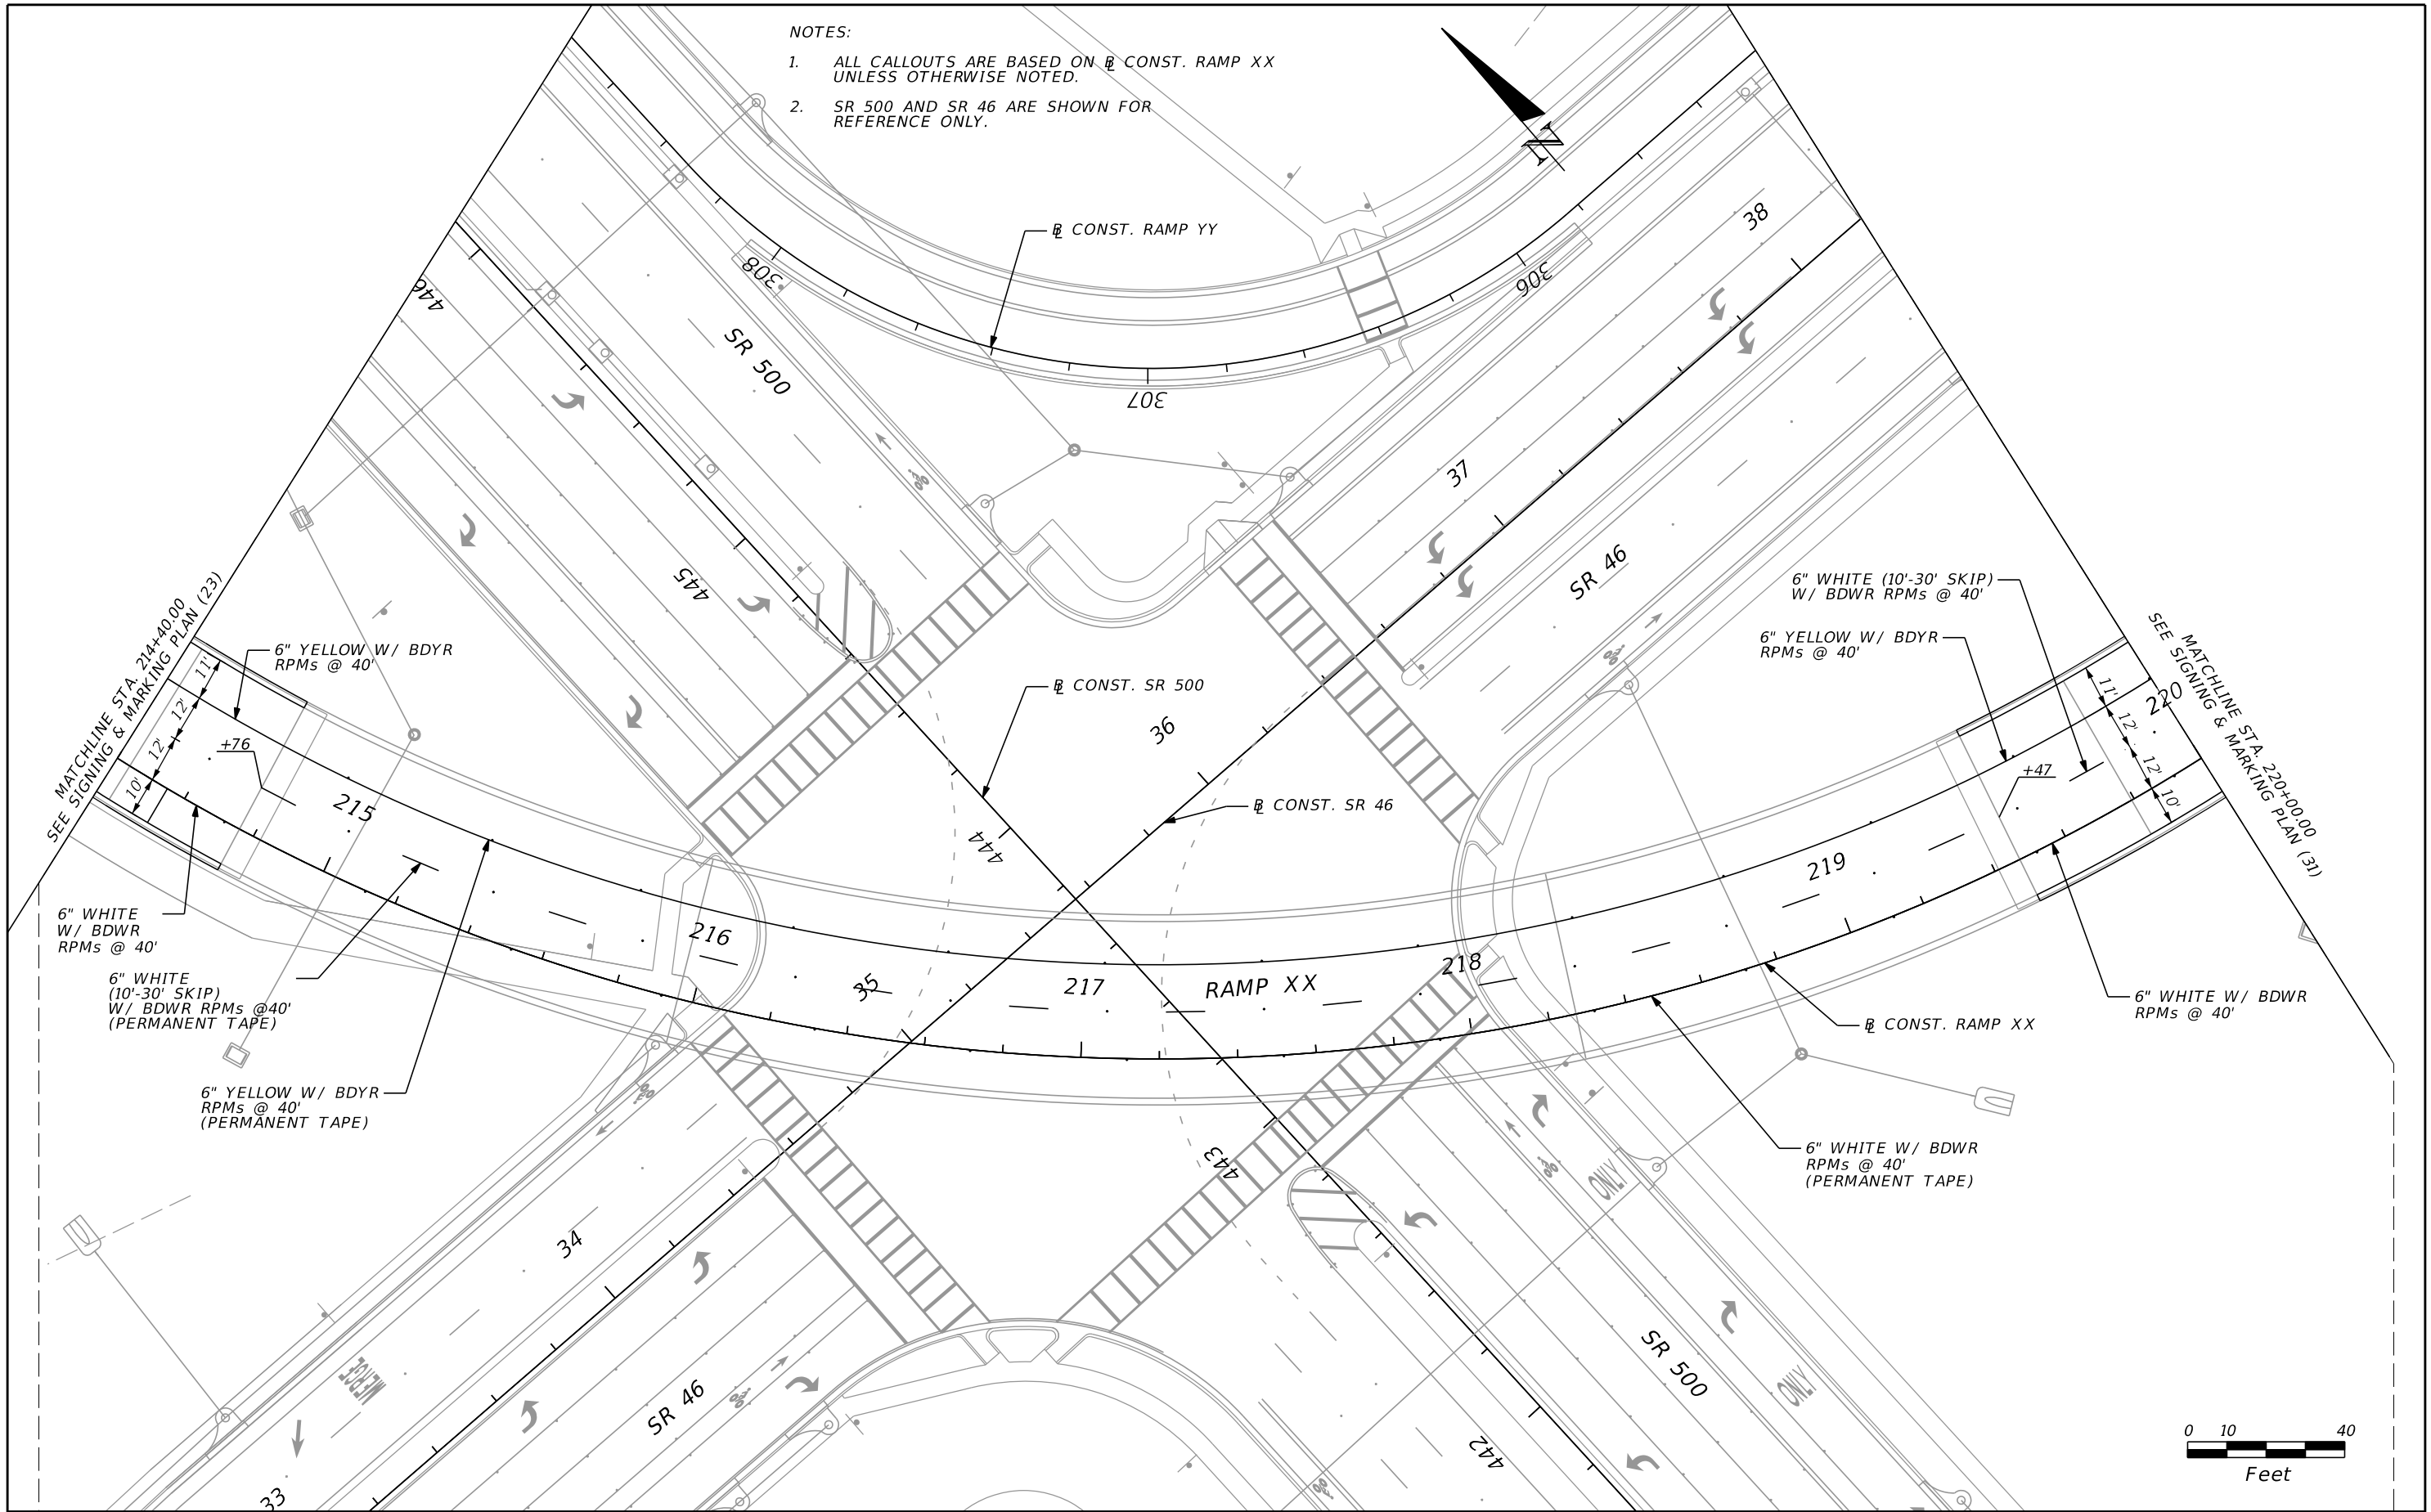 NOTES:
1. ALL CALLOUTS ARE BASED ON ℄ CONST. RAMP XX
UNLESS OTHERWISE NOTED.
2. SR 500 AND SR 46 ARE SHOWN FOR
REFERENCE ONLY.
N
℄ CONST. RAMP YY
308
307
306
446
445
444
443
442
SR 500
38
37
36
35
34
33
SR 46
MATCHLINE STA. 214+40.00
SEE SIGNING & MARKING PLAN (23)
11'
12'
12'
10'
6" YELLOW W/ BDYR
RPMs @ 40'
+76
215
216
217
218
219
220
RAMP XX
℄ CONST. SR 500
℄ CONST. SR 46
6" WHITE (10'-30' SKIP)
W/ BDWR RPMs @ 40'
6" YELLOW W/ BDYR
RPMs @ 40'
+47
11'
12'
12'
10'
MATCHLINE STA. 220+00.00
SEE SIGNING & MARKING PLAN (31)
6" WHITE
W/ BDWR
RPMs @ 40'
6" WHITE
(10'-30' SKIP)
W/ BDWR RPMs @40'
(PERMANENT TAPE)
6" YELLOW W/ BDYR
RPMs @ 40'
(PERMANENT TAPE)
6" WHITE W/ BDWR
RPMs @ 40'
℄ CONST. RAMP XX
6" WHITE W/ BDWR
RPMs @ 40'
(PERMANENT TAPE)
ONLY
ONLY
MERGE
SR 46
SR 500
0 10 40
Feet